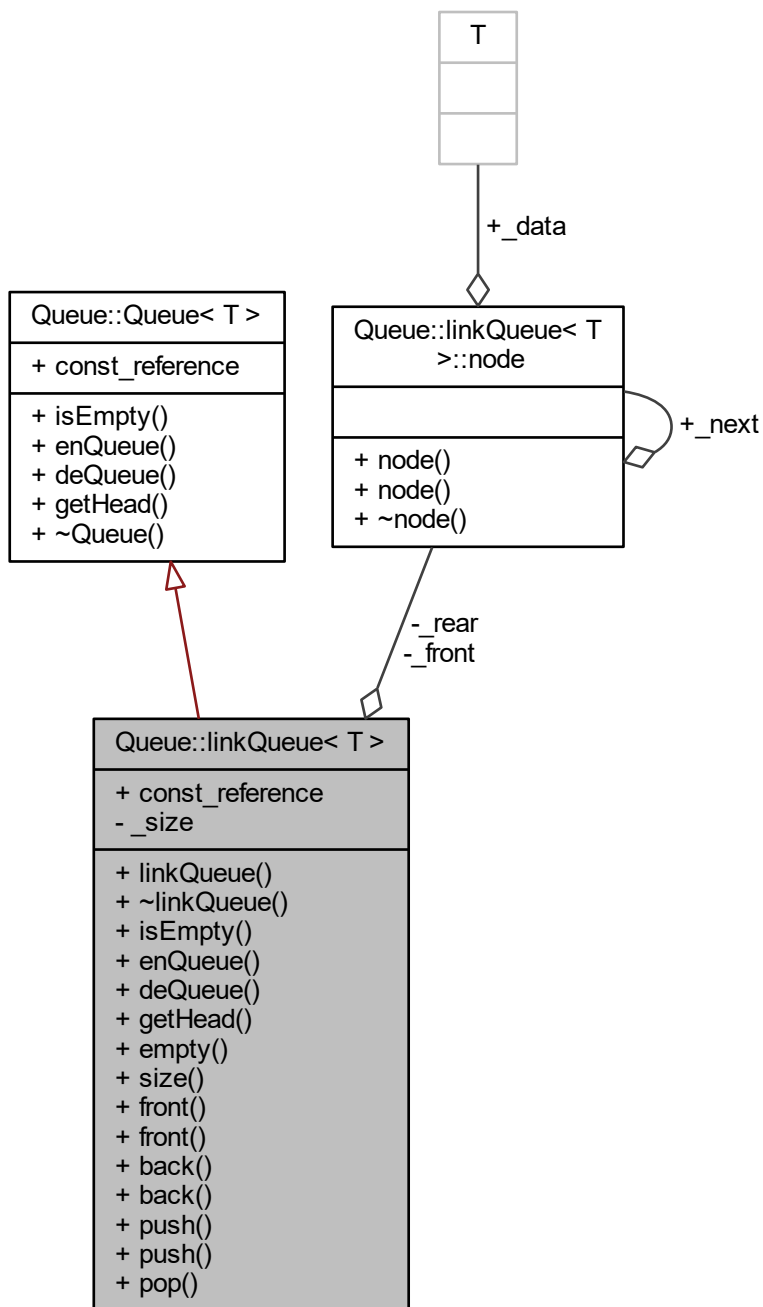 T
+_data
Queue::Queue< T >
+ const_reference
+ isEmpty()
+ enQueue()
+ deQueue()
+ getHead()
+ ~Queue()
Queue::linkQueue< T
>::node
+ node()
+ node()
+ ~node()
+_next
-_rear
-_front
Queue::linkQueue< T >
+ const_reference
- _size
+ linkQueue()
+ ~linkQueue()
+ isEmpty()
+ enQueue()
+ deQueue()
+ getHead()
+ empty()
+ size()
+ front()
+ front()
+ back()
+ back()
+ push()
+ push()
+ pop()